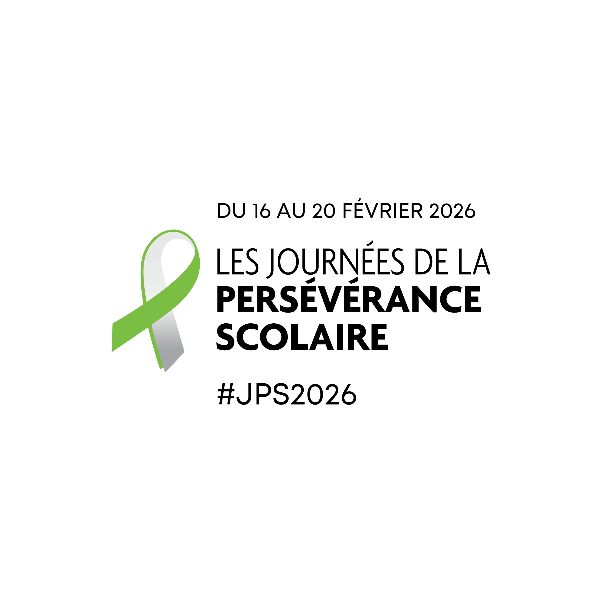 DU 16 AU 20 FÉVRIER 2026
LES JOURNÉES DE LA
PERSÉVÉRANCE
SCOLAIRE
#JPS2026